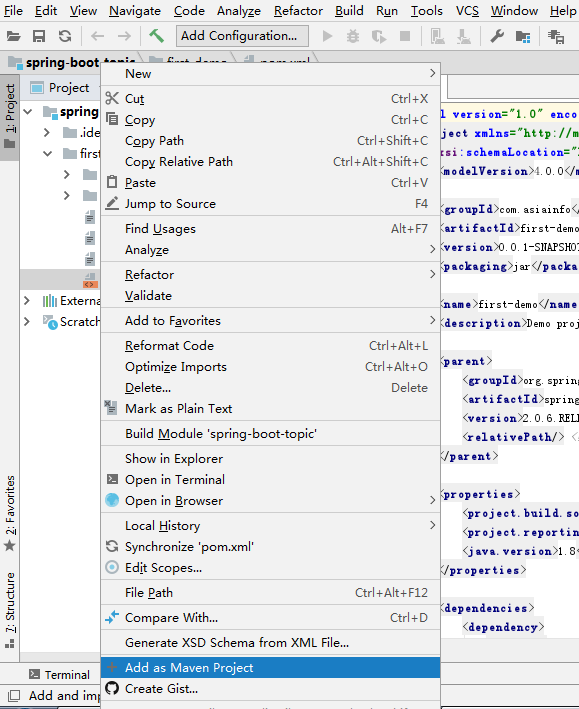 File Edit View Navigate Code Analyze Refactor Build Run Tools VCS Window Help
Add Configuration...
spring-boot-topic first-demo pom.xml
1: Project
Project
spring
.ide
first
Externa
Scratch
2: Favorites
7: Structure
New
Cut Ctrl+X
Copy Ctrl+C
Copy Path Ctrl+Shift+C
Copy Relative Path Ctrl+Alt+Shift+C
Paste Ctrl+V
Jump to Source F4
Find Usages Alt+F7
Analyze
Refactor
Validate
Add to Favorites
Reformat Code Ctrl+Alt+L
Optimize Imports Ctrl+Alt+O
Delete... Delete
Mark as Plain Text
Build Module 'spring-boot-topic'
Show in Explorer
Open in Terminal
Open in Browser
Local History
Synchronize 'pom.xml'
Edit Scopes...
File Path Ctrl+Alt+F12
Compare With... Ctrl+D
Generate XSD Schema from XML File...
Add as Maven Project
Create Gist...
l version="1.0" enco
ject xmlns="http://m
xsi:schemaLocation="
<modelVersion>4.0.0</m
<groupId>com.asiainfo</
<artifactId>first-demo
<version>0.0.1-SNAPSHOT
<packaging>jar</packa
<name>first-demo</name
<description>Demo proj
<parent>
<groupId>org.spring
<artifactId>spring
<version>2.0.6.RELE
<relativePath/> <
</parent>
<properties>
<project.build.so
<project.reporting
<java.version>1.8<
</properties>
<dependencies>
<dependency>
Terminal
Add and imp